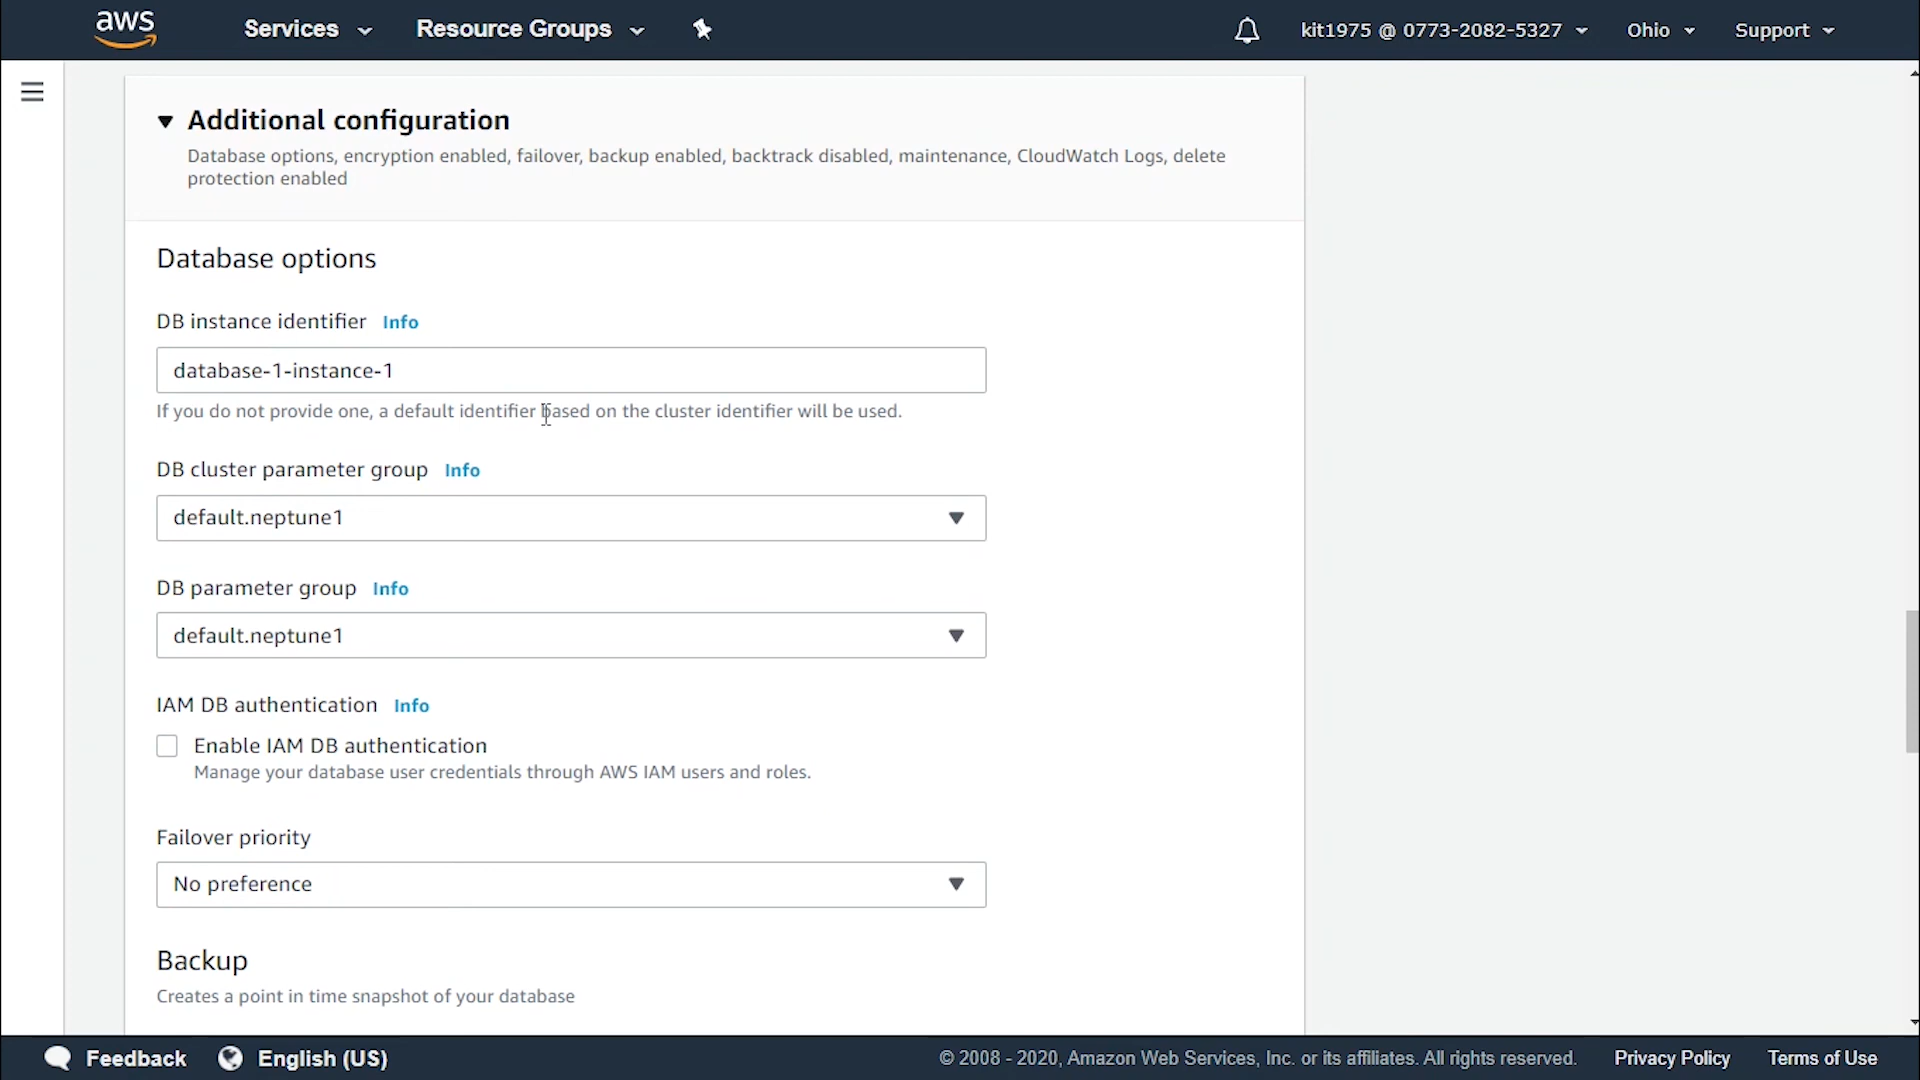 aws
Services
Resource Groups
kit1975 @ 0773-2082-5327
Ohio
Support
Additional configuration
Database options, encryption enabled, failover, backup enabled, backtrack disabled, maintenance, CloudWatch Logs, delete
protection enabled
Database options
DB instance identifier Info
database-1-instance-1
If you do not provide one, a default identifier based on the cluster identifier will be used.
DB cluster parameter group Info
default.neptune1
DB parameter group Info
default.neptune1
IAM DB authentication Info
Enable IAM DB authentication
Manage your database user credentials through AWS IAM users and roles.
Failover priority
No preference
Backup
Creates a point in time snapshot of your database
Feedback
English (US)
© 2008 - 2020, Amazon Web Services, Inc. or its affiliates. All rights reserved.
Privacy Policy
Terms of Use